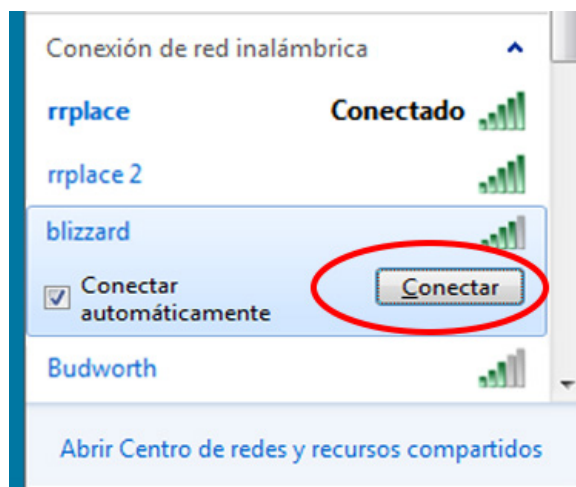 Conexión de red inalámbrica
rrplace Conectado
rrplace 2
blizzard
Conectar automáticamente Conectar
Budworth
Abrir Centro de redes y recursos compartidos